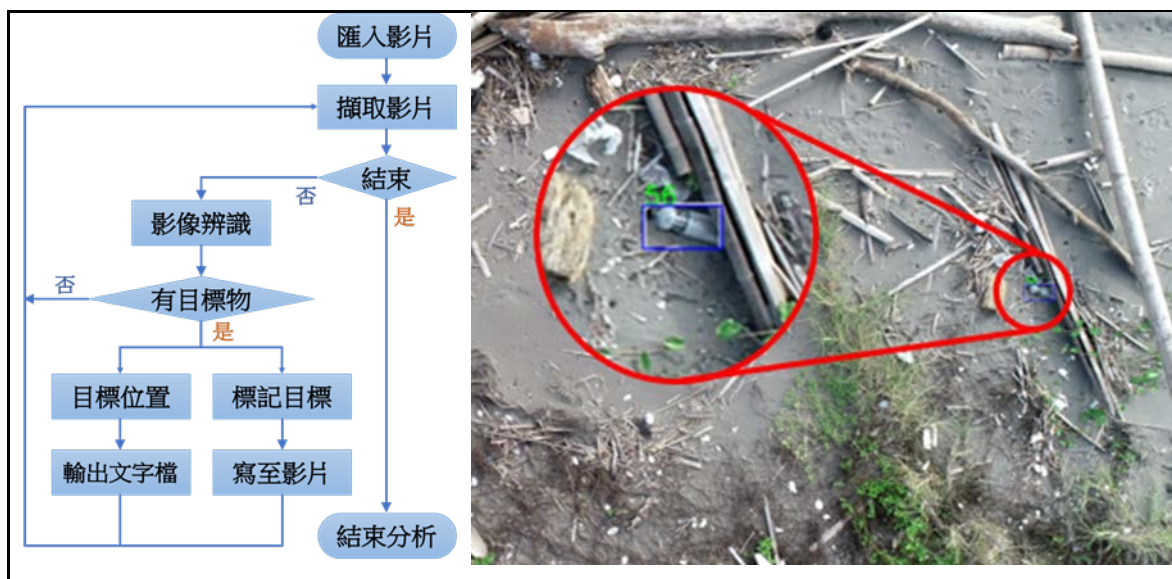 匯入影片
擷取影片
結束
否
是
影像辨識
有目標物
否
是
目標位置
標記目標
輸出文字檔
寫至影片
結束分析